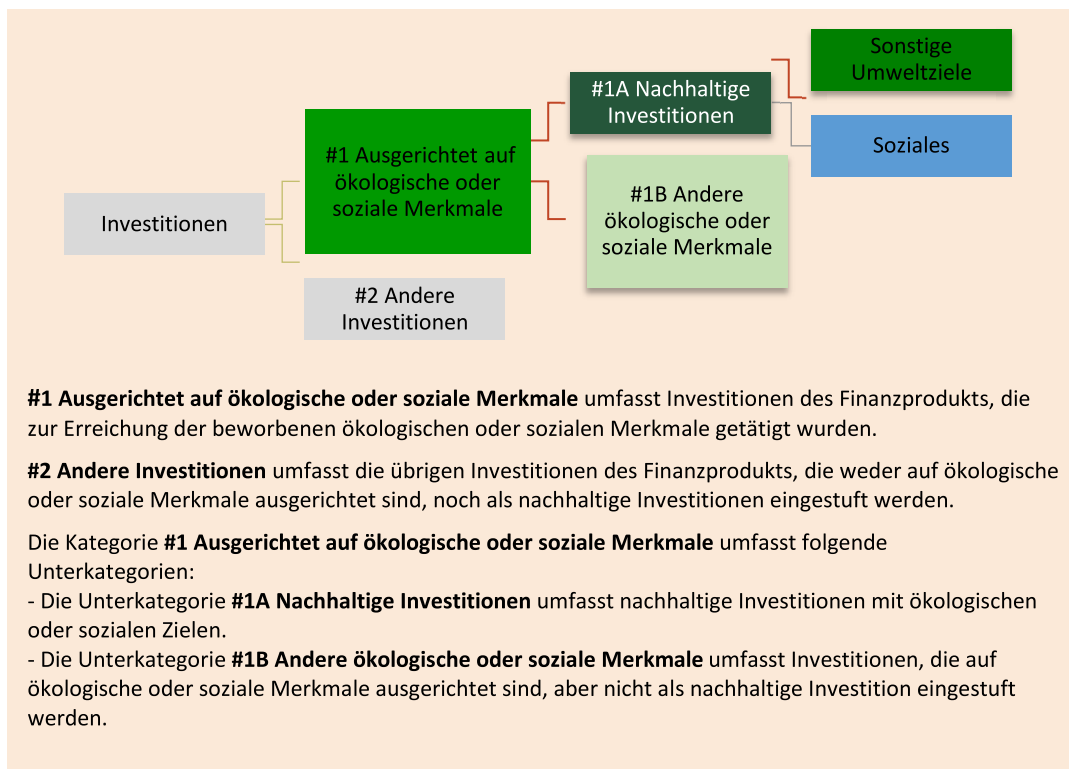 Sonstige
Umweltziele
#1A Nachhaltige
Investitionen
Soziales
#1 Ausgerichtet auf
ökologische oder
soziale Merkmale
#1B Andere
ökologische oder
soziale Merkmale
Investitionen
#2 Andere
Investitionen
#1 Ausgerichtet auf ökologische oder soziale Merkmale umfasst Investitionen des Finanzprodukts, die
zur Erreichung der beworbenen ökologischen oder sozialen Merkmale getätigt wurden.
#2 Andere Investitionen umfasst die übrigen Investitionen des Finanzprodukts, die weder auf ökologische
oder soziale Merkmale ausgerichtet sind, noch als nachhaltige Investitionen eingestuft werden.
Die Kategorie #1 Ausgerichtet auf ökologische oder soziale Merkmale umfasst folgende
Unterkategorien:
- Die Unterkategorie #1A Nachhaltige Investitionen umfasst nachhaltige Investitionen mit ökologischen
oder sozialen Zielen.
- Die Unterkategorie #1B Andere ökologische oder soziale Merkmale umfasst Investitionen, die auf
ökologische oder soziale Merkmale ausgerichtet sind, aber nicht als nachhaltige Investition eingestuft
werden.